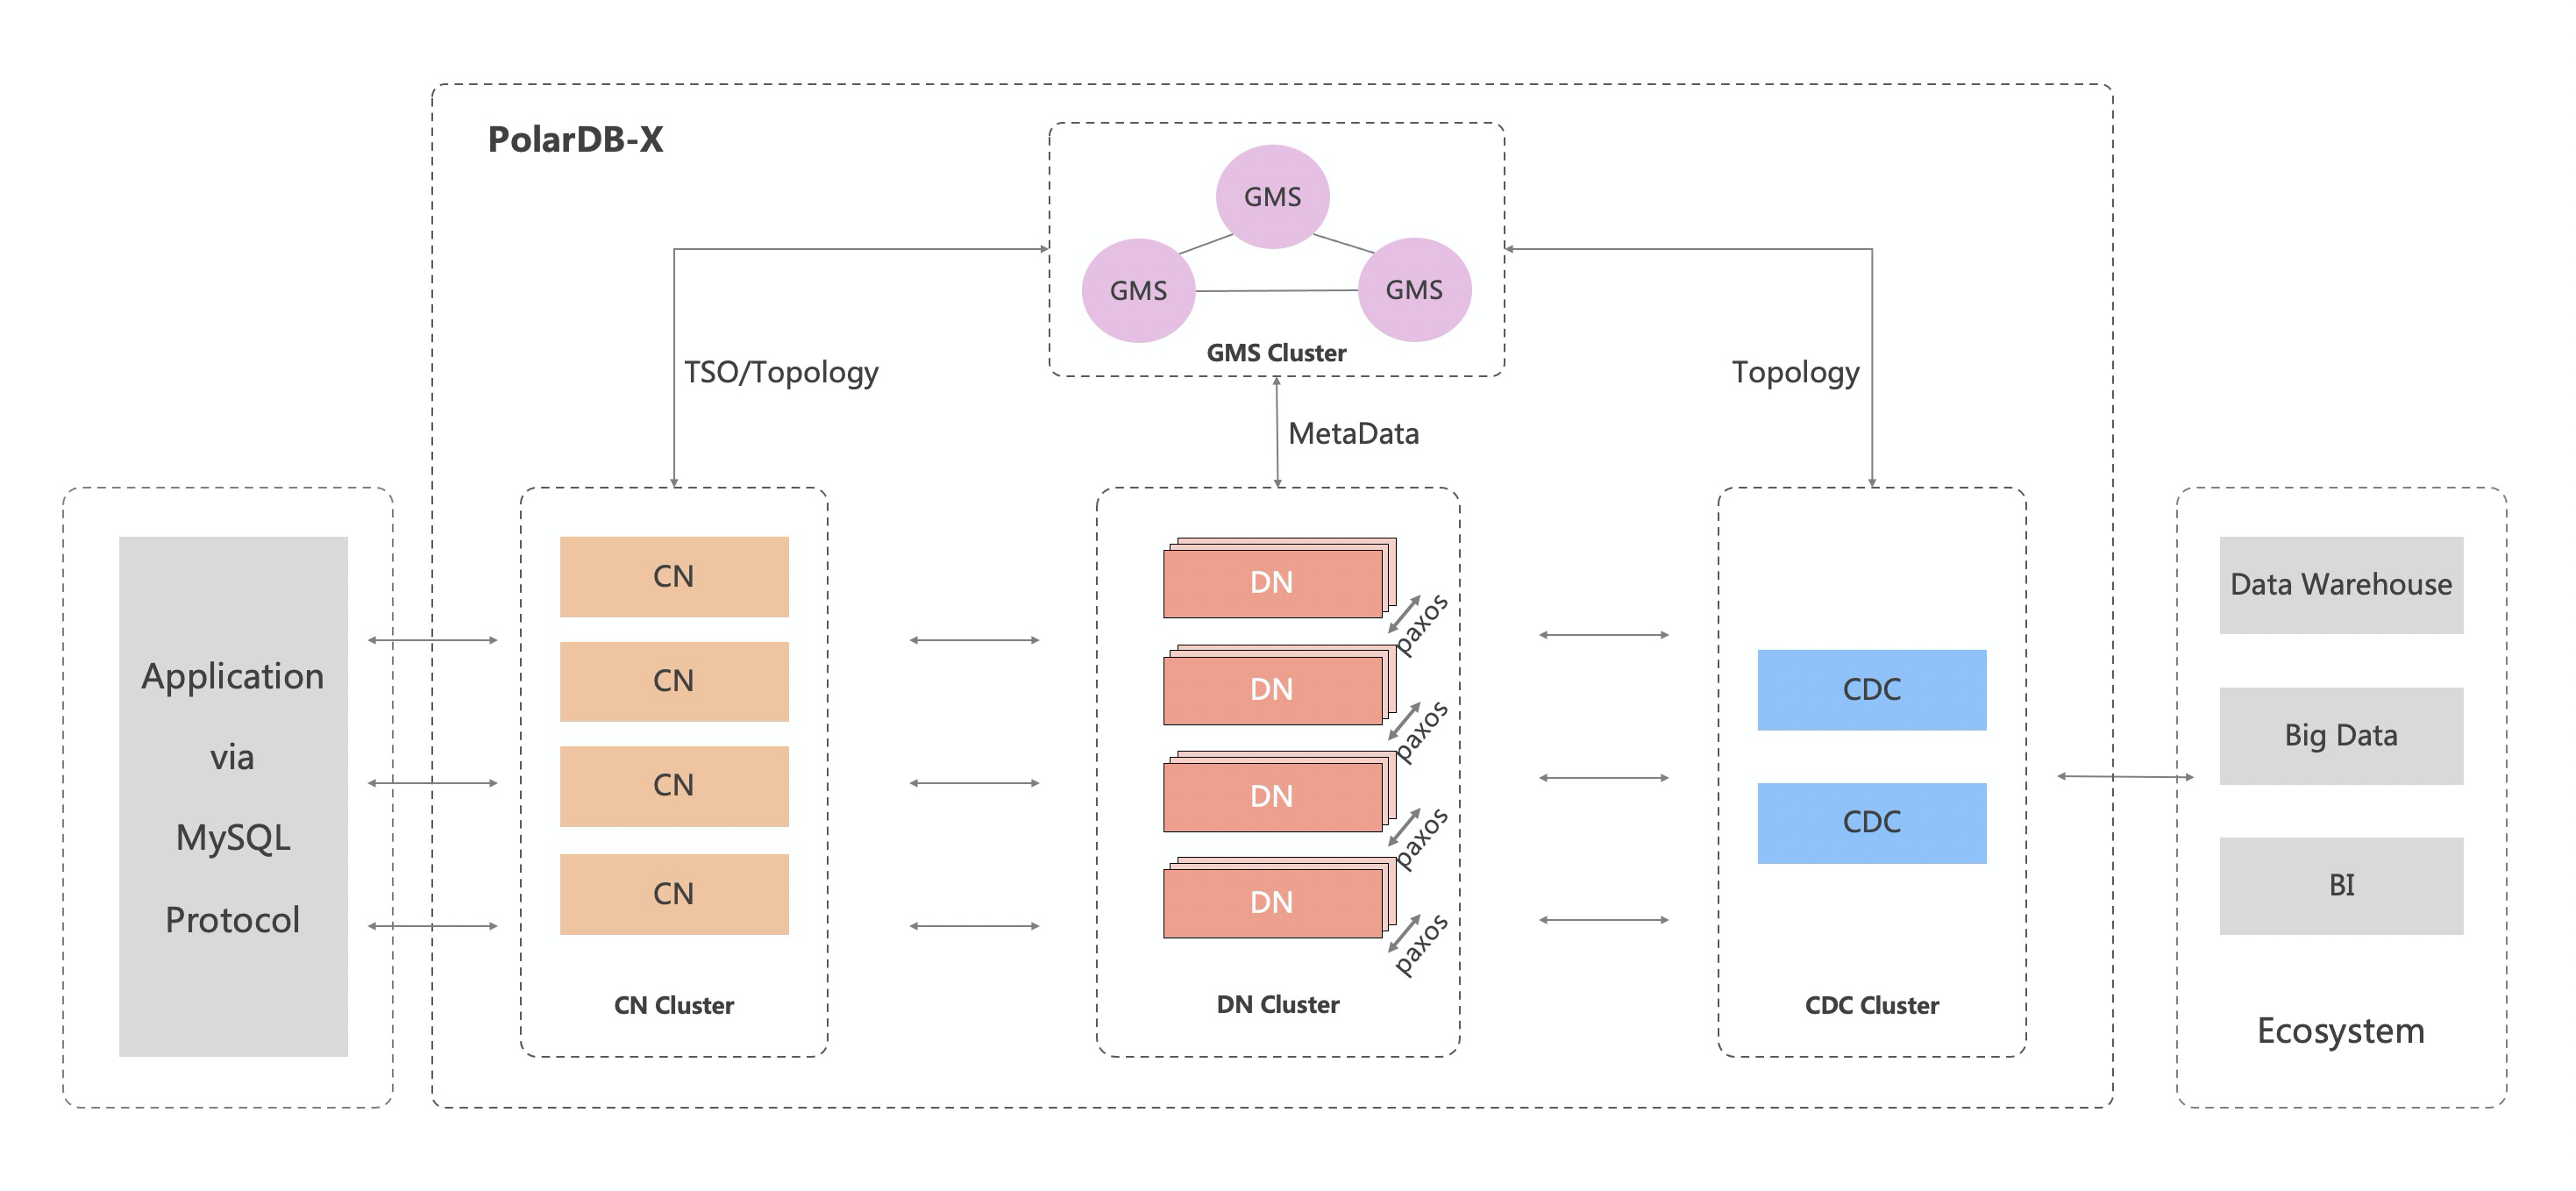 PolarDB-X
GMS
GMS
GMS
GMS Cluster
TSO/Topology
Topology
MetaData
Application
via
MySQL
Protocol
CN
CN
CN
CN
CN Cluster
DN
paxos
DN
paxos
DN
paxos
DN
paxos
DN Cluster
CDC
CDC
CDC Cluster
Data Warehouse
Big Data
BI
Ecosystem